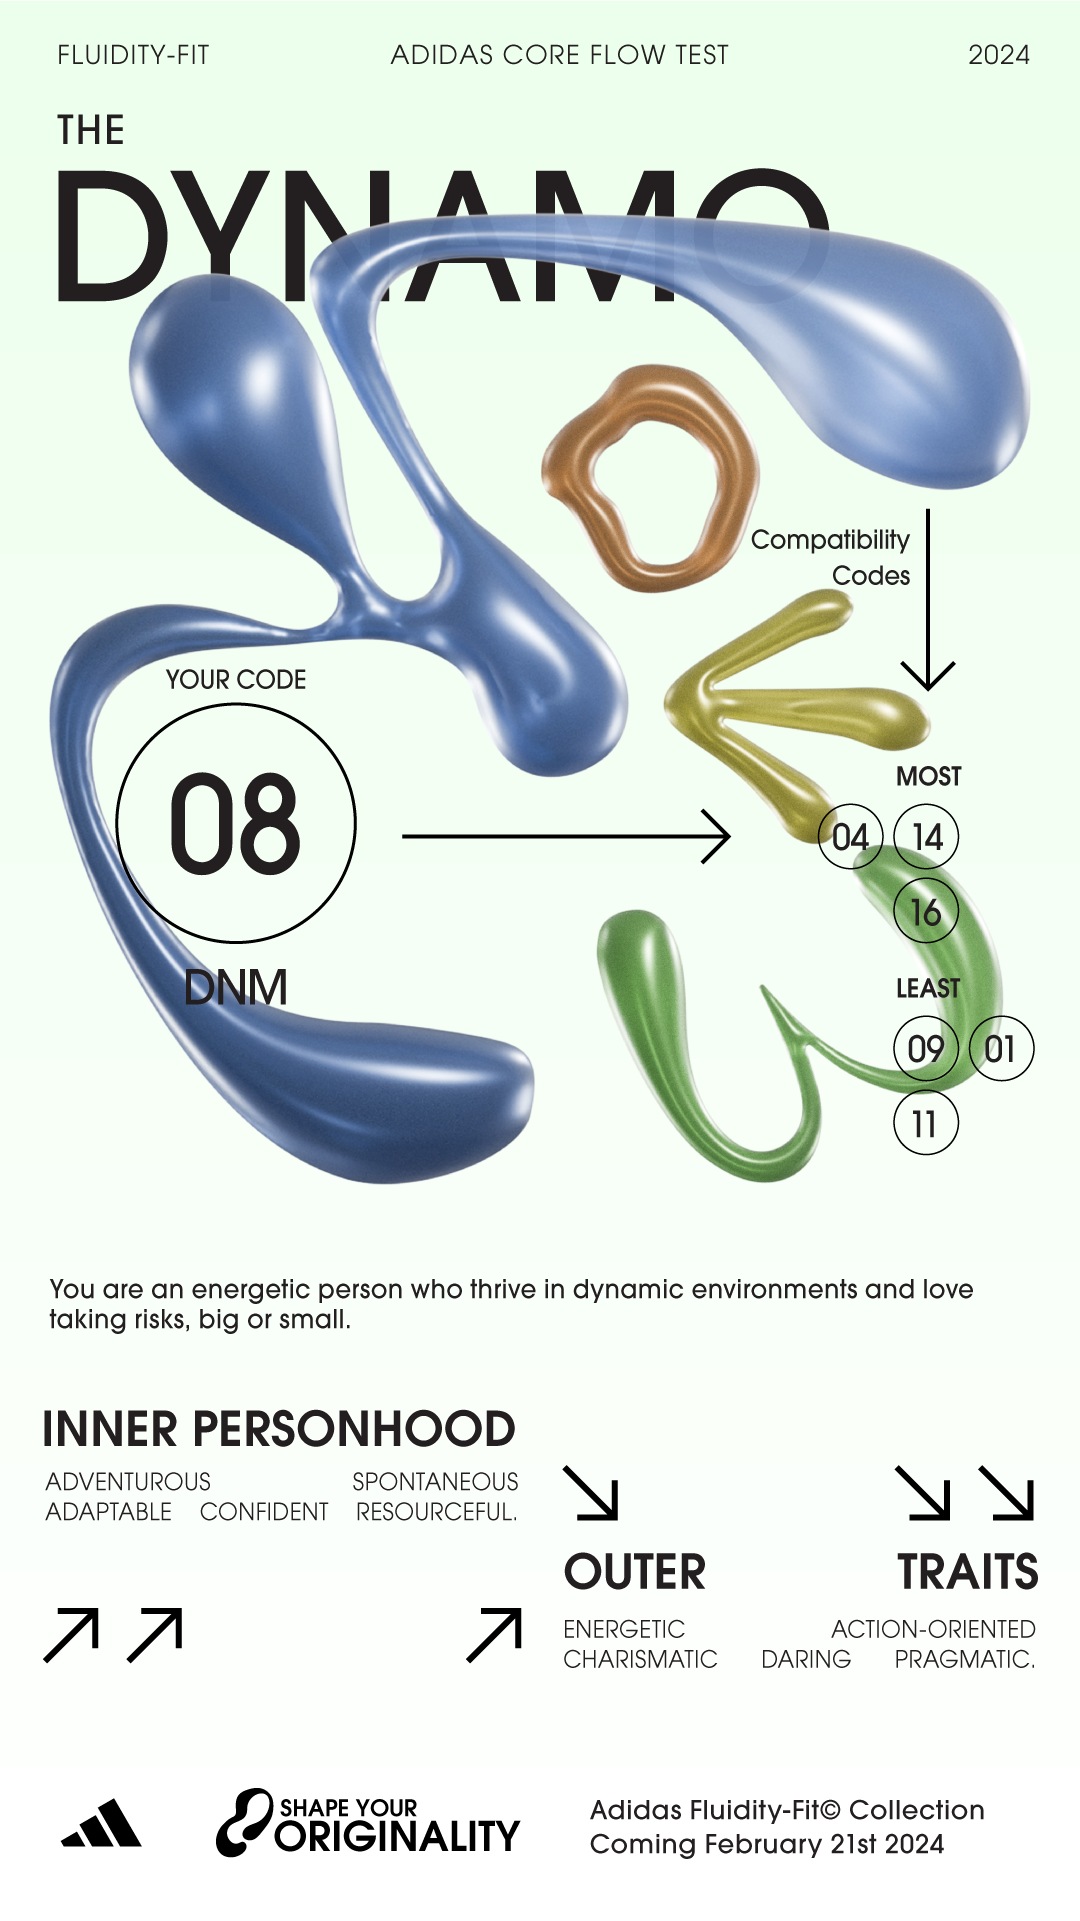 FLUIDITY-FIT
ADIDAS CORE FLOW TEST
2024
THE
DYNAMO
Compatibility
Codes
YOUR CODE
08
DNM
MOST
04 14
16
LEAST
09 01
11
You are an energetic person who thrive in dynamic environments and love
taking risks, big or small.
INNER PERSONHOOD
ADVENTUROUS SPONTANEOUS
ADAPTABLE CONFIDENT RESOURCEFUL.
OUTER TRAITS
ENERGETIC ACTION-ORIENTED
CHARISMATIC DARING PRAGMATIC.
SHAPE YOUR
ORIGINALITY
Adidas Fluidity-Fit© Collection
Coming February 21st 2024